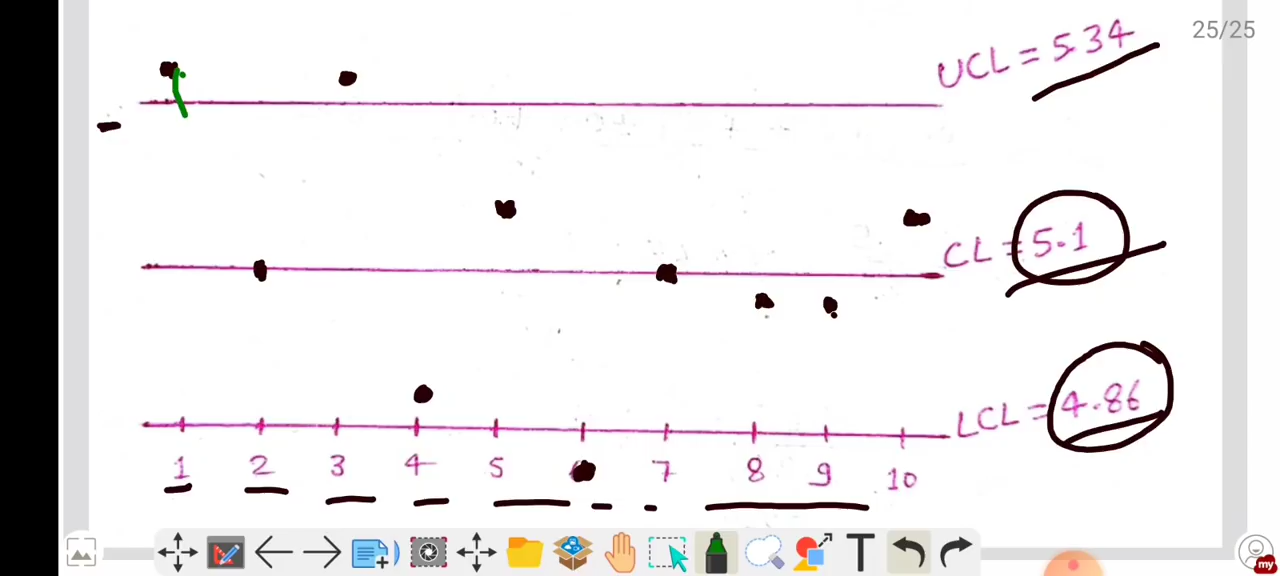 25/25
UCL = 5.34
CL = 5.1
LCL = 4.86
1 2 3 4 5 7 8 9 10
T
my